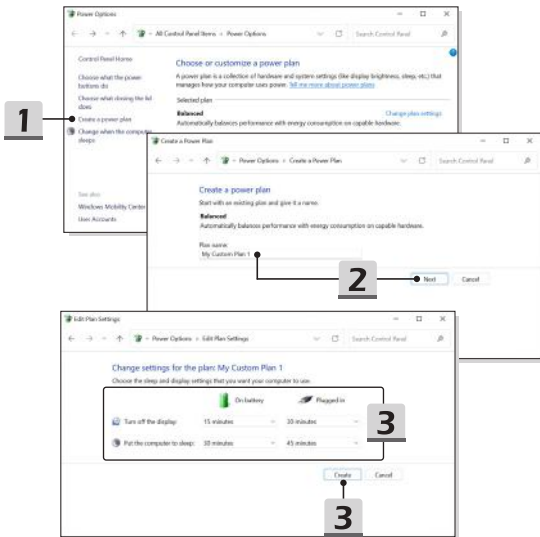 Power Options
All Control Panel Items › Power Options
Search Control Panel
Control Panel Home
Choose what the power
buttons do
Choose what closing the lid
does
Create a power plan
Change when the computer
sleeps
See also
Windows Mobility Center
User Accounts
Choose or customize a power plan
A power plan is a collection of hardware and system settings (like display brightness, sleep, etc.) that
manages how your computer uses power. Tell me more about power plans
Selected plan
Balanced
Change plan settings
Automatically balances performance with energy consumption on capable hardware.
1
Create a Power Plan
Power Options › Create a Power Plan
Search Control Panel
Create a power plan
Start with an existing plan and give it a name.
Balanced
Automatically balances performance with energy consumption on capable hardware.
Plan name:
My Custom Plan 1
2
Next
Cancel
Edit Plan Settings
Power Options › Edit Plan Settings
Search Control Panel
Change settings for the plan: My Custom Plan 1
Choose the sleep and display settings that you want your computer to use.
On battery
Plugged in
Turn off the display:
15 minutes
30 minutes
Put the computer to sleep:
30 minutes
45 minutes
3
Create
Cancel
3